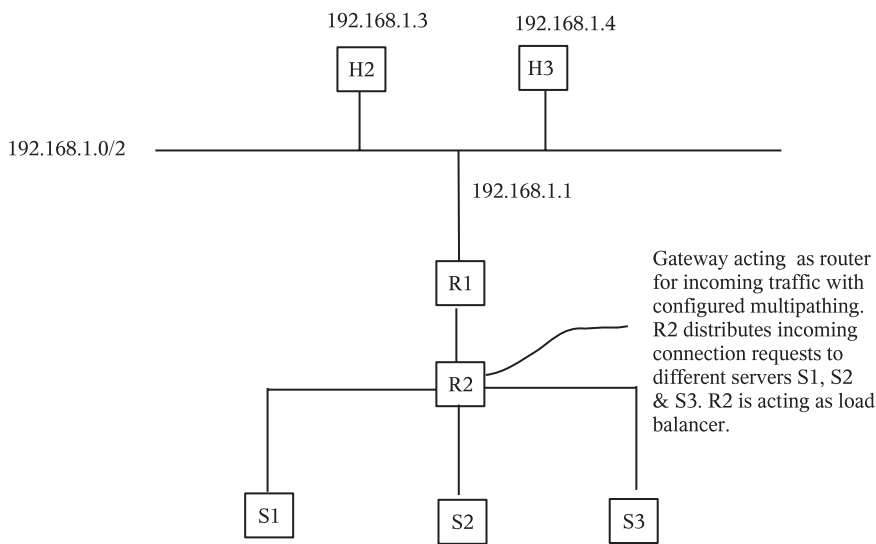 192.168.1.3
192.168.1.4
H2
H3
192.168.1.0/2
192.168.1.1
R1
Gateway acting as router
for incoming traffic with
configured multipathing.
R2 distributes incoming
connection requests to
different servers S1, S2
& S3. R2 is acting as load
balancer.
R2
S1
S2
S3